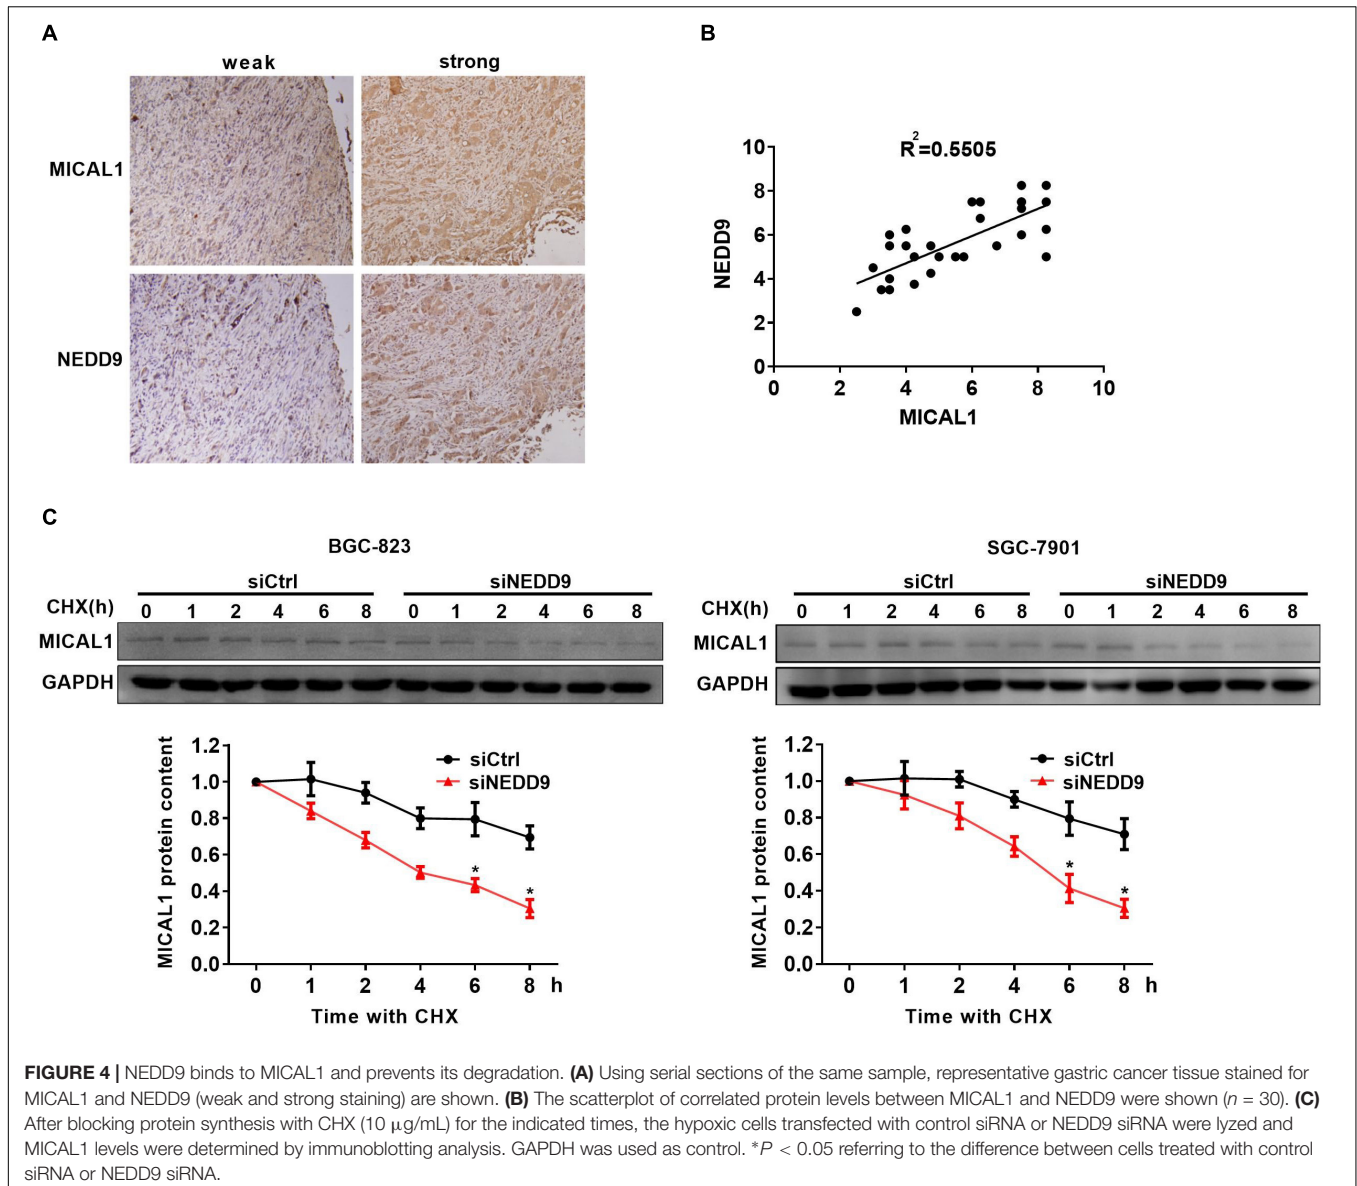 A
weak strong
MICAL1
NEDD9
B
R²=0.5505
10
8
6
4
2
0
NEDD9
0 2 4 6 8 10
MICAL1
C
BGC-823
siCtrl siNEDD9
CHX(h) 0 1 2 4 6 8 0 1 2 4 6 8
MICAL1
GAPDH
MICAL1 protein content
1.2
1.0
0.8
0.6
0.4
0.2
0.0
siCtrl
siNEDD9
* *
0 1 2 4 6 8 h
Time with CHX
SGC-7901
siCtrl siNEDD9
CHX(h) 0 1 2 4 6 8 0 1 2 4 6 8
MICAL1
GAPDH
MICAL1 protein content
1.2
1.0
0.8
0.6
0.4
0.2
0.0
siCtrl
siNEDD9
* *
0 1 2 4 6 8 h
Time with CHX
FIGURE 4 | NEDD9 binds to MICAL1 and prevents its degradation. (A) Using serial sections of the same sample, representative gastric cancer tissue stained for
MICAL1 and NEDD9 (weak and strong staining) are shown. (B) The scatterplot of correlated protein levels between MICAL1 and NEDD9 were shown (n = 30). (C)
After blocking protein synthesis with CHX (10 μg/mL) for the indicated times, the hypoxic cells transfected with control siRNA or NEDD9 siRNA were lyzed and
MICAL1 levels were determined by immunoblotting analysis. GAPDH was used as control. *P < 0.05 referring to the difference between cells treated with control
siRNA or NEDD9 siRNA.